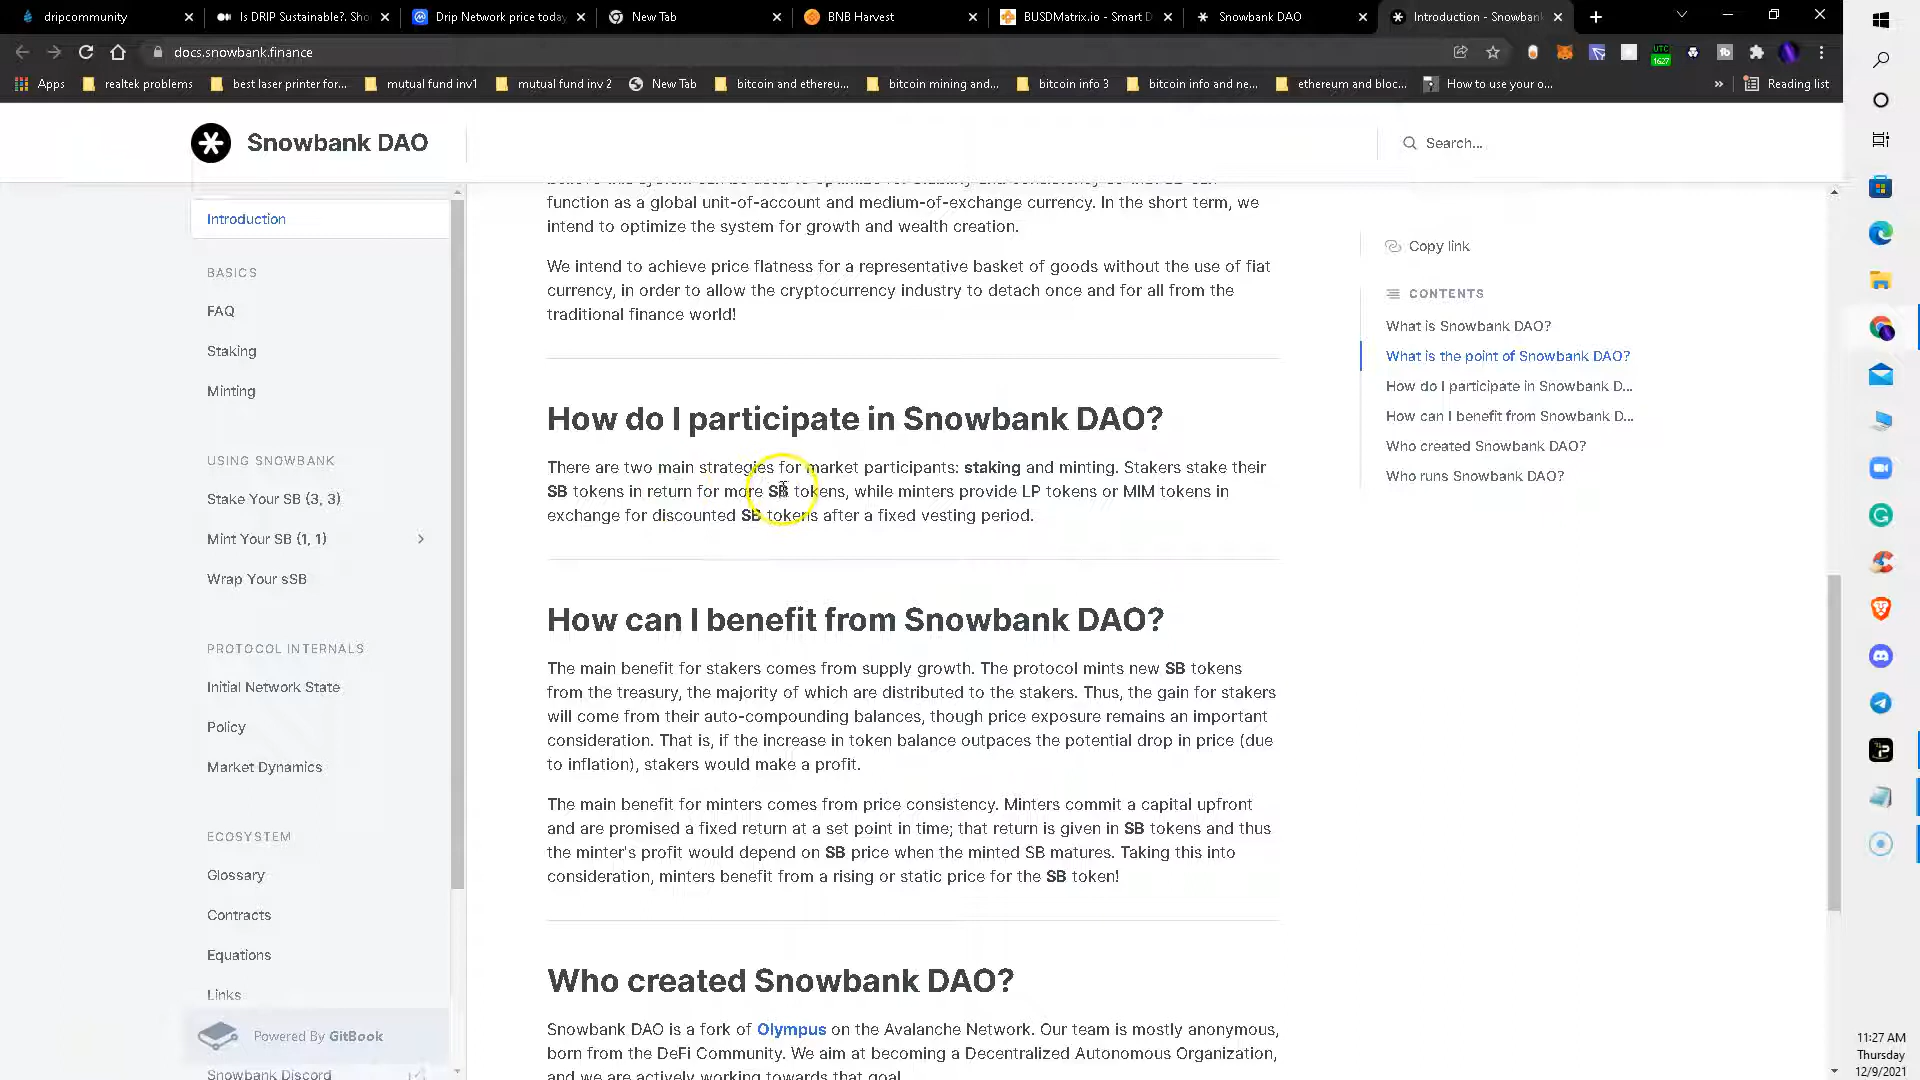 dripcommunity
Is DRIP Sustainable?. Sho
Drip Network price today
New Tab
BNB Harvest
BUSDMatrix.io - Smart D
Snowbank DAO
Introduction - Snowbank
docs.snowbank.finance
UTC
1627
Apps
realtek problems
best laser printer for...
mutual fund inv1
mutual fund inv 2
New Tab
bitcoin and ethereu...
bitcoin mining and...
bitcoin info 3
bitcoin info and ne...
ethereum and bloc...
How to use your o...
»
Reading list
Snowbank DAO
Search...
Introduction
BASICS
FAQ
Staking
Minting
USING SNOWBANK
Stake Your SB (3, 3)
Mint Your SB (1, 1)
Wrap Your sSB
PROTOCOL INTERNALS
Initial Network State
Policy
Market Dynamics
ECOSYSTEM
Glossary
Contracts
Equations
Links
Powered By GitBook
Snowbank Discord
function as a global unit-of-account and medium-of-exchange currency. In the short term, we
intend to optimize the system for growth and wealth creation.
We intend to achieve price flatness for a representative basket of goods without the use of fiat
currency, in order to allow the cryptocurrency industry to detach once and for all from the
traditional finance world!
How do I participate in Snowbank DAO?
There are two main strategies for market participants: staking and minting. Stakers stake their
SB tokens in return for more SB tokens, while minters provide LP tokens or MIM tokens in
exchange for discounted SB tokens after a fixed vesting period.
How can I benefit from Snowbank DAO?
The main benefit for stakers comes from supply growth. The protocol mints new SB tokens
from the treasury, the majority of which are distributed to the stakers. Thus, the gain for stakers
will come from their auto-compounding balances, though price exposure remains an important
consideration. That is, if the increase in token balance outpaces the potential drop in price (due
to inflation), stakers would make a profit.
The main benefit for minters comes from price consistency. Minters commit a capital upfront
and are promised a fixed return at a set point in time; that return is given in SB tokens and thus
the minter's profit would depend on SB price when the minted SB matures. Taking this into
consideration, minters benefit from a rising or static price for the SB token!
Who created Snowbank DAO?
Snowbank DAO is a fork of Olympus on the Avalanche Network. Our team is mostly anonymous,
born from the DeFi Community. We aim at becoming a Decentralized Autonomous Organization,
and we are actively working towards that goal.
Copy link
CONTENTS
What is Snowbank DAO?
What is the point of Snowbank DAO?
How do I participate in Snowbank D...
How can I benefit from Snowbank D...
Who created Snowbank DAO?
Who runs Snowbank DAO?
11:27 AM
Thursday
12/9/2021